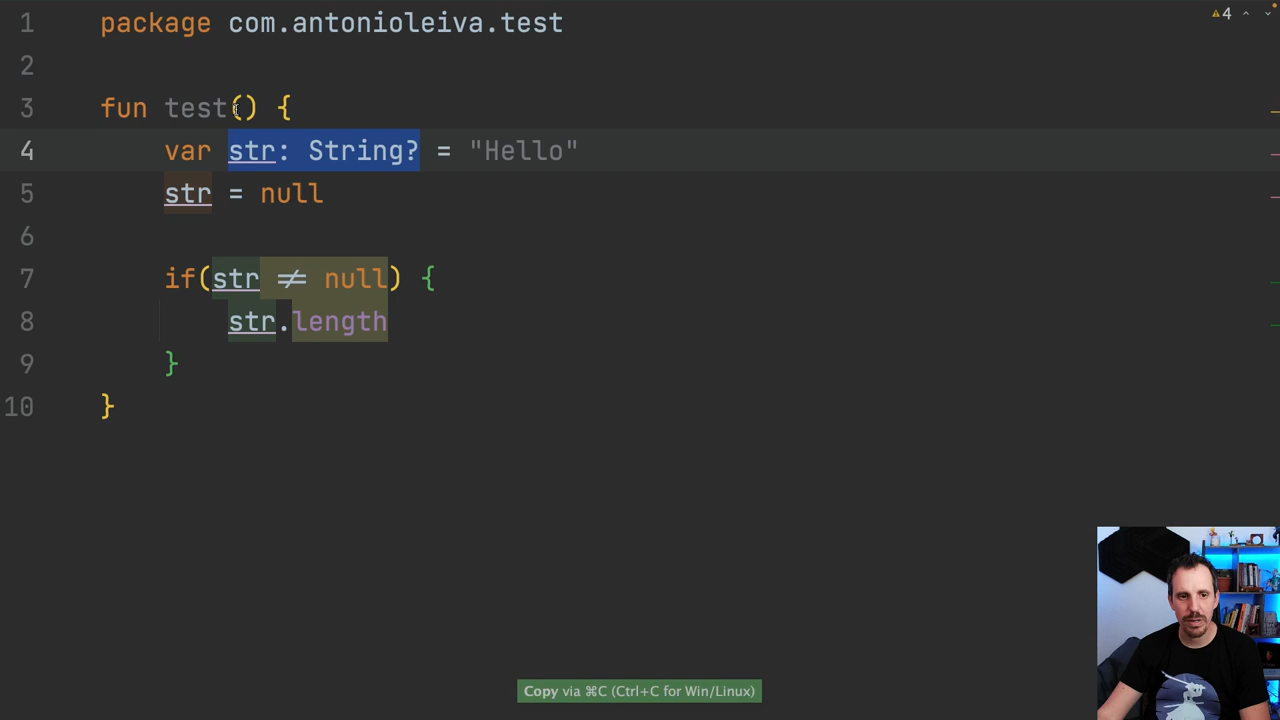 1 package com.antonioleiva.test
4
2
3 fun test() {
4 var str: String? = "Hello"
5 str = null
6
7 if(str ≠ null) {
8 str.length
9 }
10 }
Copy via ⌘C (Ctrl+C for Win/Linux)